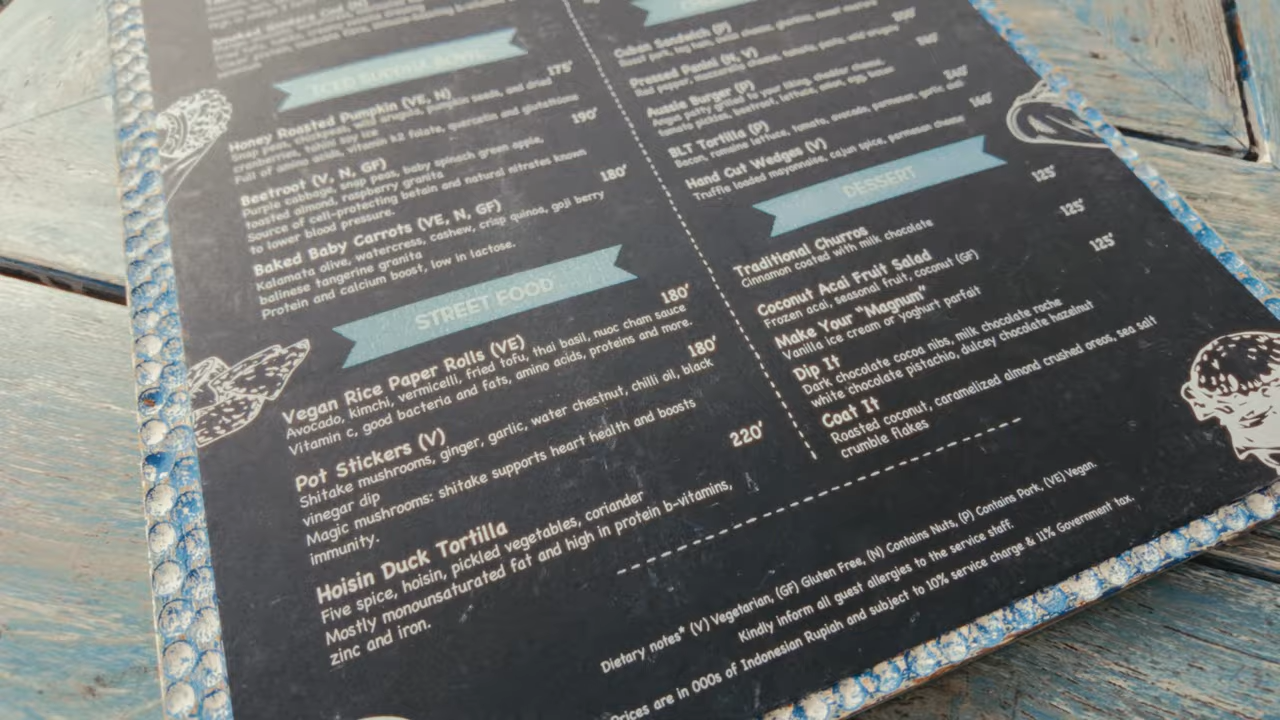 175'
Honey Roasted Pumpkin (VE, N)
190'
Beetroot (V, N, GF)
Purple cabbage, snap peas, baby spinach green apple,
toasted almond, raspberry granita
Source of cell-protecting betain and natural nitrates known
to lower blood pressure.
180'
Baked Baby Carrots (VE, N, GF)
Kalamata olive, watercress, cashew, crisp quinoa, goji berry
balinese tangerine granita
Protein and calcium boost, low in lactose.
STREET FOOD
180'
Vegan Rice Paper Rolls (VE)
Avocado, kimchi, vermicelli, fried tofu, thai basil, nuoc cham sauce
Vitamin c, good bacteria and fats, amino acids, proteins and more.
180'
Pot Stickers (V)
Shitake mushrooms, ginger, garlic, water chestnut, chilli oil, black
vinegar dip
Magic mushrooms: shitake supports heart health and boosts
immunity.
220'
Hoisin Duck Tortilla
Five spice, hoisin, pickled vegetables, coriander
Mostly monounsaturated fat and high in protein b-vitamins,
zinc and iron.
Cuban Sandwich (P)
Pressed Panini (N, V)
Aussie Burger (P)
BLT Tortilla (P)
Bacon, romaine lettuce, tomato, avocado, parmesan, garlic
Hand Cut Wedges (V)
Truffle loaded mayonnaise, cajun spice, parmesan cheese
DESSERT
125'
Traditional Churros
Cinnamon coated with milk chocolate
125'
Coconut Acai Fruit Salad
Frozen acai, seasonal fruit, coconut (GF)
125'
Make Your "Magnum"
Vanilla ice cream or yoghurt parfait
Dip It
Dark chocolate cocoa nibs, milk chocolate roche
white chocolate pistachio, dulcey chocolate hazelnut
Coat It
Roasted coconut, caramelized almond crushed oreos, sea salt
crumble flakes
Dietary notes* (V) Vegetarian, (GF) Gluten Free, (N) Contains Nuts, (P) Contains Pork, (VE) Vegan.
Kindly inform all guest allergies to the service staff.
Prices are in 000s of Indonesian Rupiah and subject to 10% service charge & 11% Government tax.